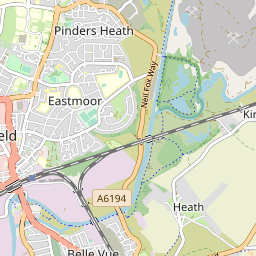 Pinders Heath
Neil Fox Way
Eastmoor
Kir
eld
A6194
Heath
Belle Vue